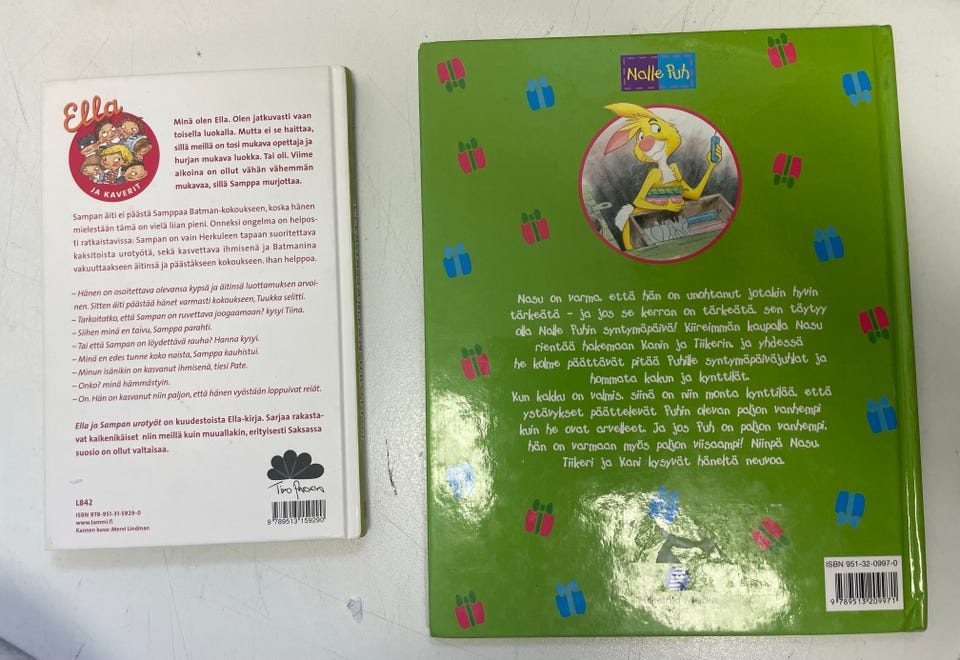 Ella
JA KAVERIT
Minä olen Ella. Olen jatkuvasti vaan
toisella luokalla. Mutta ei se haittaa,
sillä meillä on tosi mukava opettaja ja
hurjan mukava luokka. Tai oli. Viime
aikoina on ollut vähän vähemmän
mukavaa, sillä Samppa murjottaa.
Sampan äiti ei päästä Samppaa Batman-kokoukseen, koska hänen
mielestään tämä on vielä liian pieni. Onneksi ongelma on helpos-
ti ratkaistavissa: Sampan on vain Herkuleen tapaan suoritettava
kaksitoista urotyötä, sekä kasvettava ihmisenä ja Batmanina
vakuuttaakseen äitinsä ja päästäkseen kokoukseen. Ihan helppoa.
– Hänen on osoitettava olevansa kypsä ja äitinsä luottamuksen arvoi-
nen. Sitten äiti päästää hänet varmasti kokoukseen, Tuukka selitti.
– Tarkoitatko, että Sampan on ruvettava joogaamaan? kysyi Tiina.
– Siihen minä en taivu, Samppa parahti.
– Tai että Sampan on löydettävä rauha? Hanna kysyi.
– Minä en edes tunne koko naista, Samppa kauhistui.
– Minun isänikin on kasvanut ihmisenä, tiesi Pate.
– Onko? minä hämmästyin.
– On. Hän on kasvanut niin paljon, että hänen vyöstään loppuivat reiät.
Ella ja Sampan urotyöt on kuudestoista Ella-kirja. Sarjaa rakasta-
vat kaikenikäiset niin meillä kuin muuallakin, erityisesti Saksassa
suosio on ollut valtaisaa.
L842
ISBN 978-951-31-5929-0
www.tammi.fi
Kannen kuva: Mervi Lindman
Timo Parvela
9 789513 159290
Nalle Puh
Nasu on varma, että hän on unohtanut jotakin hyvin
tärkeätä – ja jos se kerran on tärkeätä, sen täytyy
olla Nalle Puhin syntymäpäivä! Kiireimmän kaupalla Nasu
rientää hakemaan Kanin ja Tiikerin, ja yhdessä
he kolme päättävät pitää Puhille syntymäpäiväjuhlat ja
hommata kakun ja kynttilät.
Kun kakku on valmis, siinä on niin monta kynttilää, että
ystävykset päättelevät Puhin olevan paljon vanhempi
kuin he ovat arvelleet. Ja jos Puh on paljon vanhempi,
hän on varmaan myös paljon viisaampi! Niinpä Nasu,
Tiikeri ja Kani kysyvät häneltä neuvoa.
ISBN 951-32-0997-0
9 789513 209971